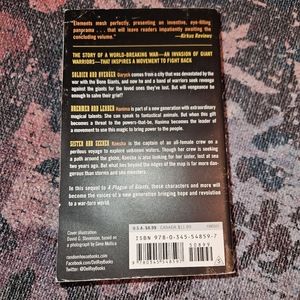 Elements mesh perfectly, presenting an inventive, eye-filling
panorama . . . that will leave readers impatiently awaiting
the concluding volume."
—Kirkus Reviews
THE STORY OF A WORLD-BREAKING WAR—AN INVASION OF GIANT
WARRIORS—THAT INSPIRES A MOVEMENT TO FIGHT BACK
SOLDIER AND AVENGER
comes from a city that was devastated by the
war with the Bone Giants, and now he and a band of warriors seek revenge
against the giants for the loved ones they've lost. But will vengeance be
enough to salve their grief?
DREAMER AND LEADER Hanima is part of a new generation with extraordinary
magical talents: She can speak to fantastical animals. But when this gift
becomes a threat to the powers-that-be, Hanima becomes the leader of a
movement to use this magic to bring power to the people.
SISTER AND SEEKER Koesha is the captain of an all-female crew on a
perilous voyage to explore unknown waters. Though her crew is seeking
a path around the globe, Koesha is also looking for her sister, lost at sea
two years ago. But what lies beyond the edges of the map is far more
dangerous than storms and sea monsters.
In this sequel to A Plague of Giants, these characters and more will
become the voices of a new generation bringing hope and revolution
to a war-torn world.
Cover illustration:
David G. Stevenson, based on
a photograph by Gene Mollica
randomhousebooks.com
Facebook.com/DelReyBooks
@DelReyBooks
U.S.A. $8.99 CANADA $11.99
ISBN 978-0-345-54859-7
50899
9 780345 548597